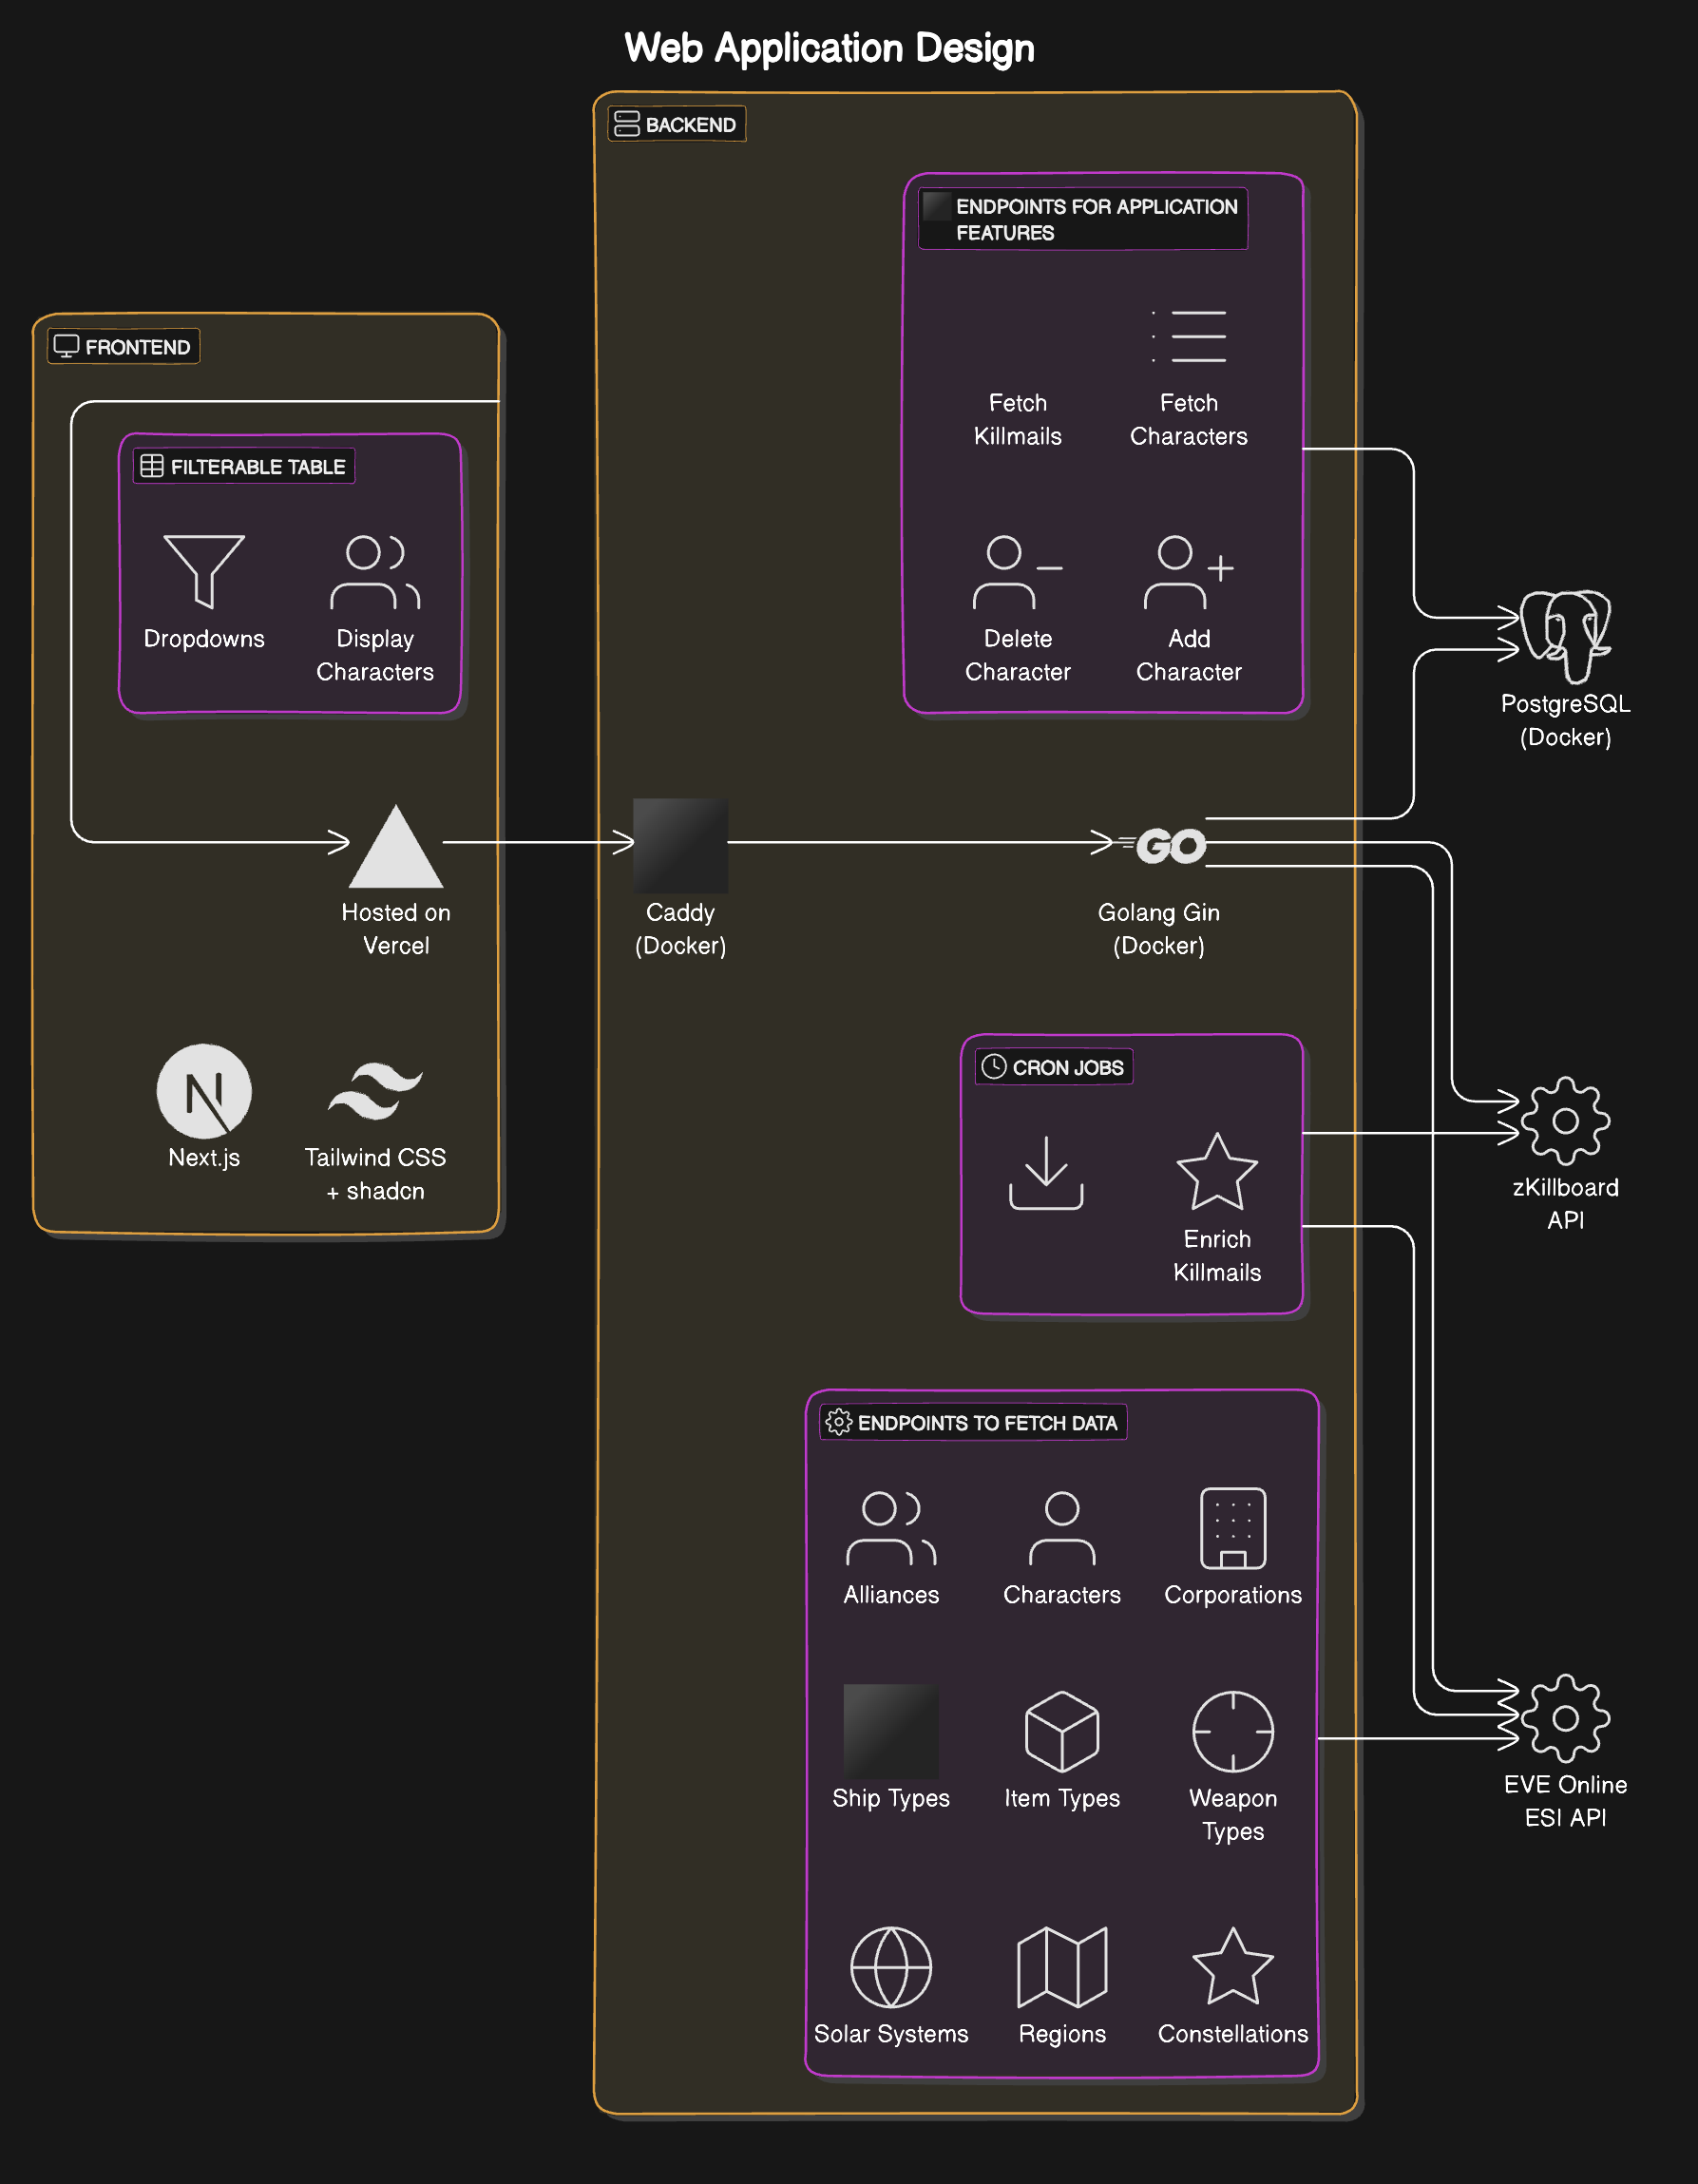 Web Application Design
BACKEND
ENDPOINTS FOR APPLICATION
FEATURES
Fetch
Killmails
Fetch
Characters
Delete
Character
Add
Character
FRONTEND
FILTERABLE TABLE
Dropdowns
Display
Characters
Hosted on
Vercel
Next.js
Tailwind CSS
+ shadcn
Caddy
(Docker)
GO
Golang Gin
(Docker)
CRON JOBS
Enrich
Killmails
ENDPOINTS TO FETCH DATA
Alliances
Characters
Corporations
Ship Types
Item Types
Weapon
Types
Solar Systems
Regions
Constellations
PostgreSQL
(Docker)
zKillboard
API
EVE Online
ESI API